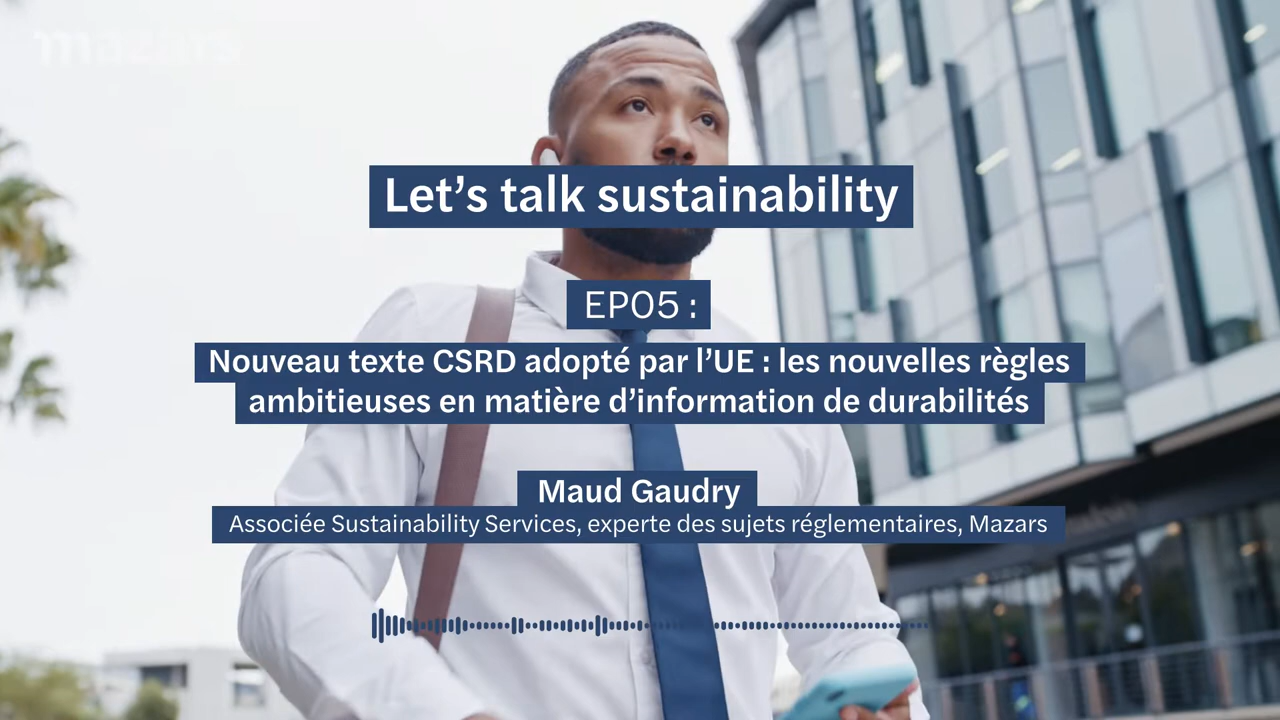 mazars
Let’s talk sustainability
EP05 :
Nouveau texte CSRD adopté par l’UE : les nouvelles règles
ambitieuses en matière d’information de durabilités
Maud Gaudry
Associée Sustainability Services, experte des sujets réglementaires, Mazars